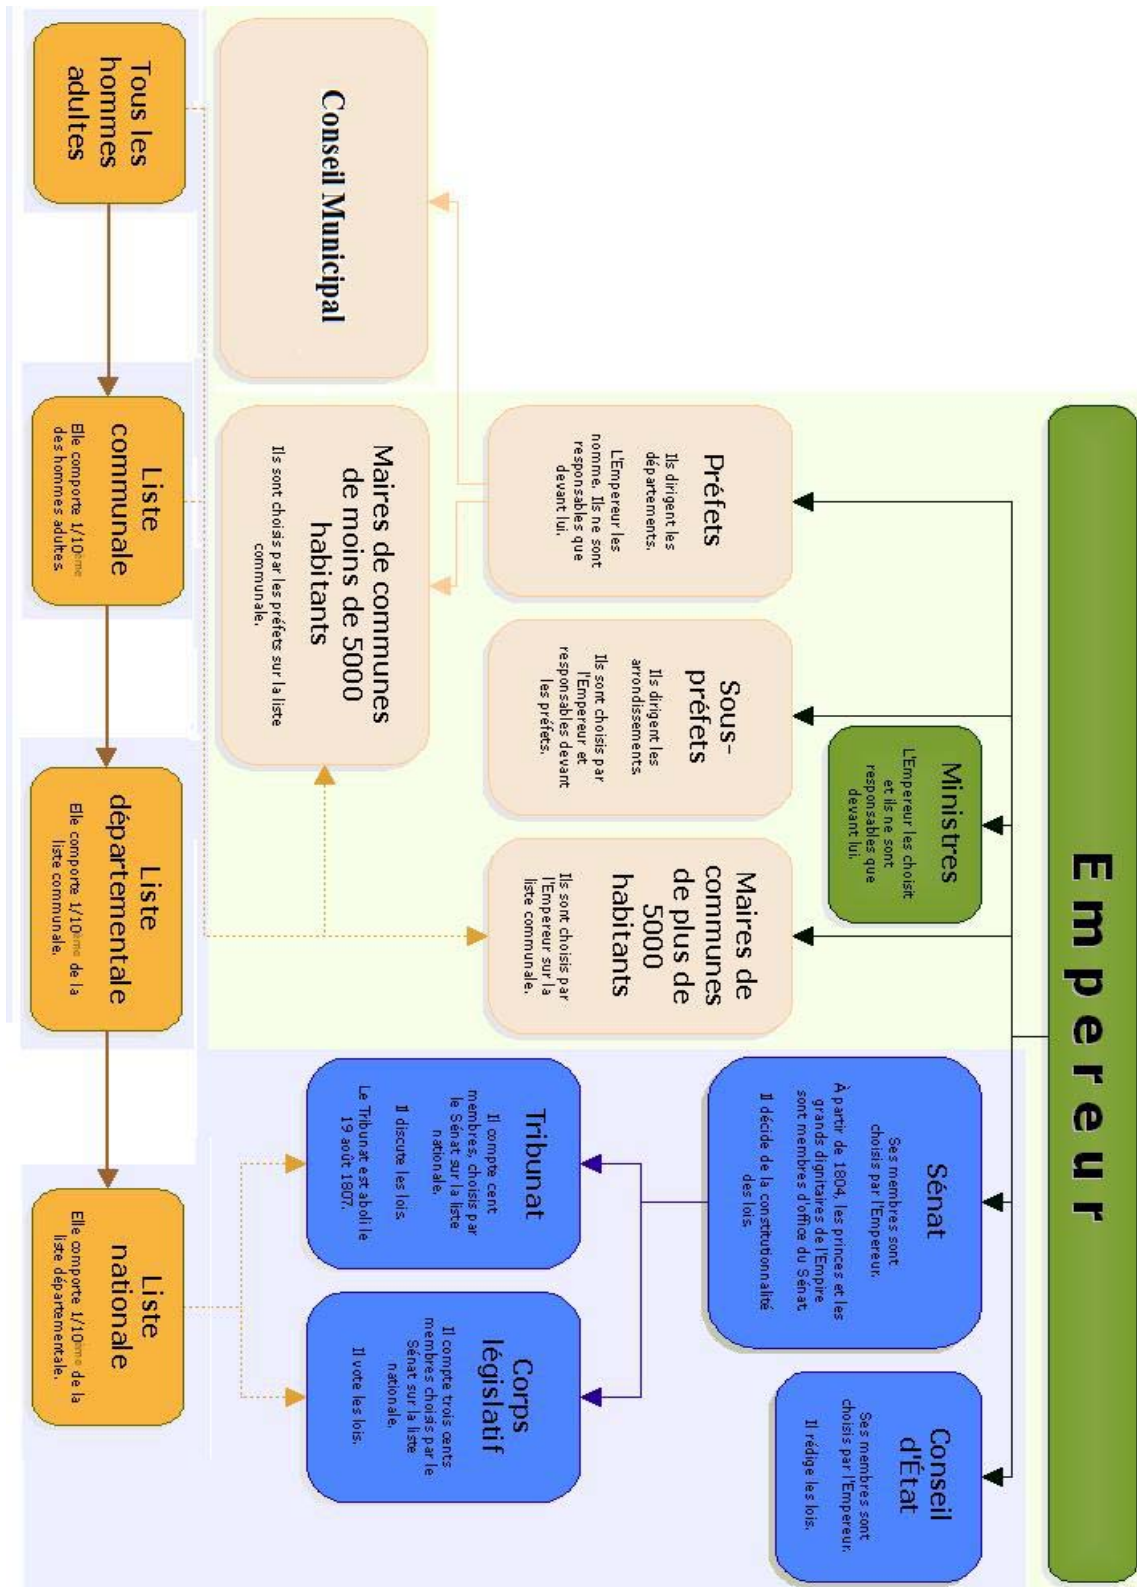 Empereur
Ministres
L'Empereur les choisit
et ils ne sont
responsables que
devant lui.
Préfets
Ils dirigent les
départements.
L'Empereur les
nomme. Ils ne sont
responsables que
devant lui.
Sous-
préfets
Ils dirigent les
arrondissements.
Ils sont choisis par
l'Empereur et
responsables devant
les préfets.
Maires de
communes
de plus de
5000
habitants
Ils sont choisis par
l'Empereur sur la
liste communale.
Sénat
Ses membres sont
choisis par l'Empereur.
À partir de 1804, les princes et les
grands dignitaires de l'Empire
sont membres d'office du Sénat
Il décide de la constitutionnalité
des lois.
Conseil
d'État
Ses membres sont
choisis par l'Empereur.
Il rédige les lois.
Conseil Municipal
Maires de communes
de moins de 5000
habitants
Ils sont choisis par les préfets sur la liste
communale.
Tribunat
Il compte cent
membres, choisis par
le Sénat sur la liste
nationale.
Il discute les lois.
Le Tribunat est aboli le
19 août 1807.
Corps
législatif
Il compte trois cents
membres choisis par le
Sénat sur la liste
nationale.
Il vote les lois.
Tous les
hommes
adultes
Liste
communale
Elle comporte 1/10ème
des hommes adultes.
Liste
départementale
Elle comporte 1/10ème de la
liste communale.
Liste
nationale
Elle comporte 1/10ème de la
liste départementale.